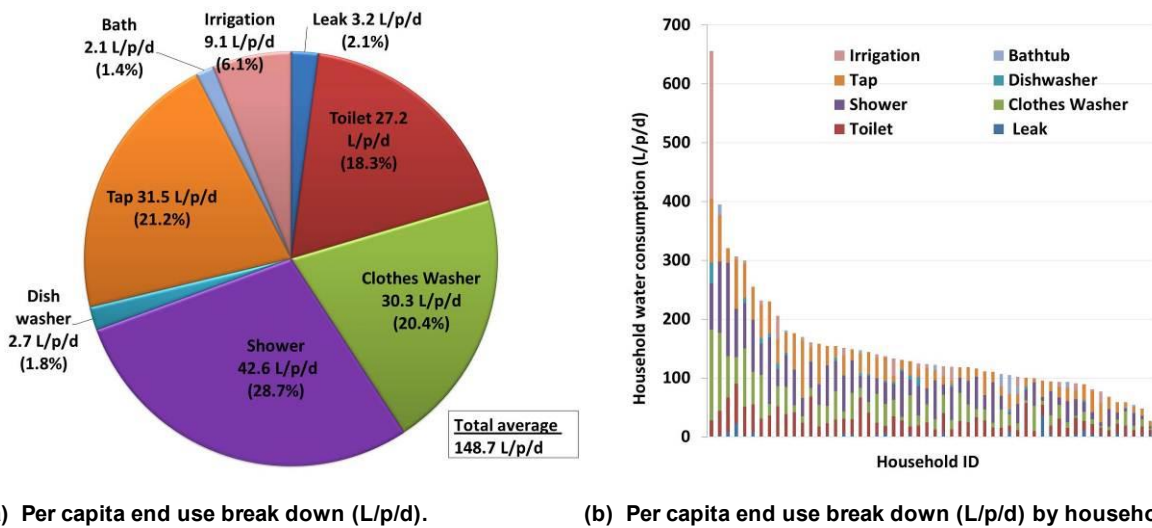 Bath
2.1 L/p/d
(1.4%)
Irrigation
9.1 L/p/d
(6.1%)
Leak 3.2 L/p/d
(2.1%)
Toilet 27.2
L/p/d
(18.3%)
Tap 31.5 L/p/d
(21.2%)
Clothes Washer
30.3 L/p/d
(20.4%)
Dish
washer
2.7 L/p/d
(1.8%)
Shower
42.6 L/p/d
(28.7%)
Total average
148.7 L/p/d
Household water consumption (L/p/d)
700
600
500
400
300
200
100
0
Irrigation
Bathtub
Tap
Dishwasher
Shower
Clothes Washer
Toilet
Leak
Household ID
) Per capita end use break down (L/p/d).
(b) Per capita end use break down (L/p/d) by househo